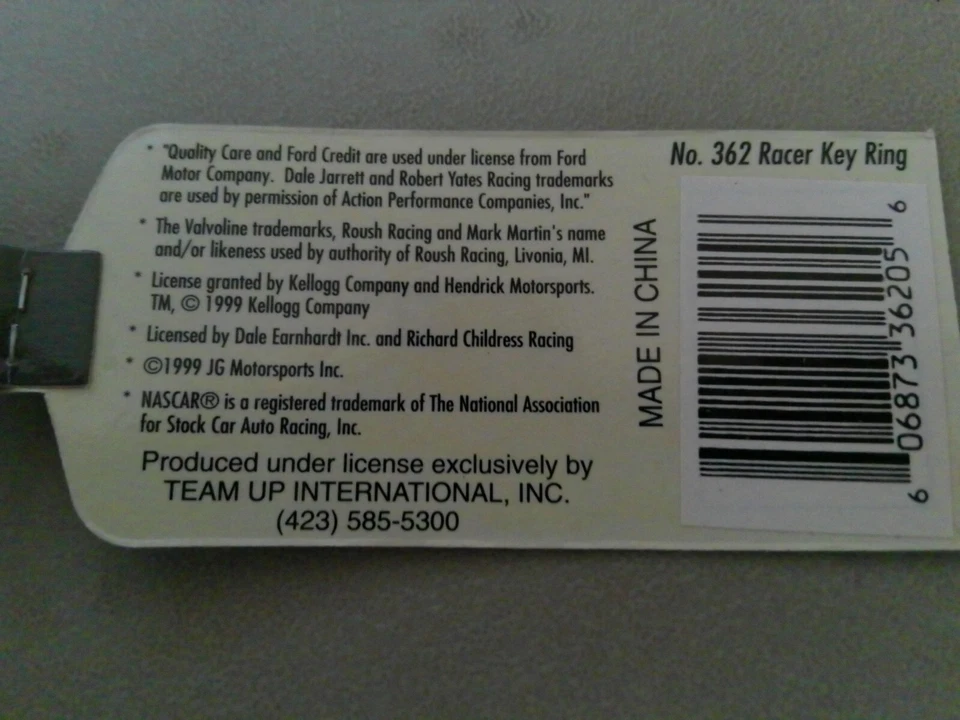 * "Quality Care and Ford Credit are used under license from Ford
Motor Company. Dale Jarrett and Robert Yates Racing trademarks
are used by permission of Action Performance Companies, Inc."
* The Valvoline trademarks, Roush Racing and Mark Martin's name
and/or likeness used by authority of Roush Racing, Livonia, MI.
* License granted by Kellogg Company and Hendrick Motorsports.
TM, © 1999 Kellogg Company
* Licensed by Dale Earnhardt Inc. and Richard Childress Racing
* ©1999 JG Motorsports Inc.
* NASCAR® is a registered trademark of The National Association
for Stock Car Auto Racing, Inc.
Produced under license exclusively by
TEAM UP INTERNATIONAL, INC.
(423) 585-5300
MADE IN CHINA
No. 362 Racer Key Ring
6 06873 36205 6